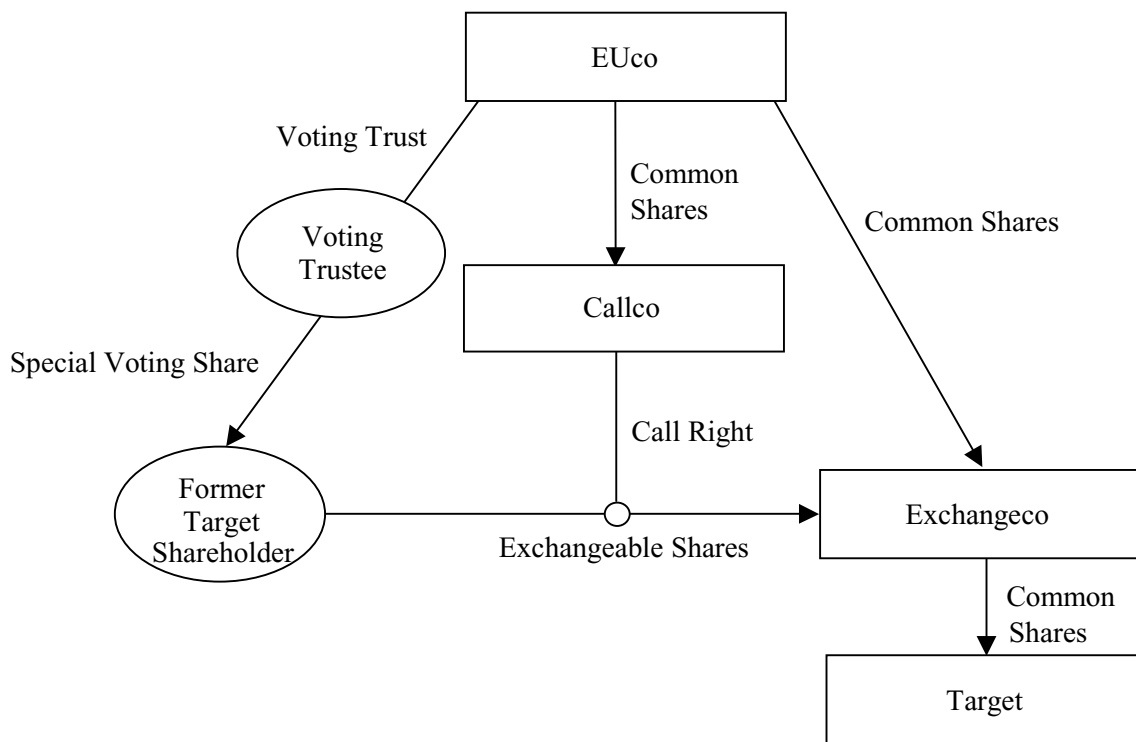 EUco
Voting Trust
Common
Shares
Common Shares
Voting
Trustee
Callco
Special Voting Share
Call Right
Former
Target
Shareholder
Exchangeable Shares
Exchangeco
Common
Shares
Target